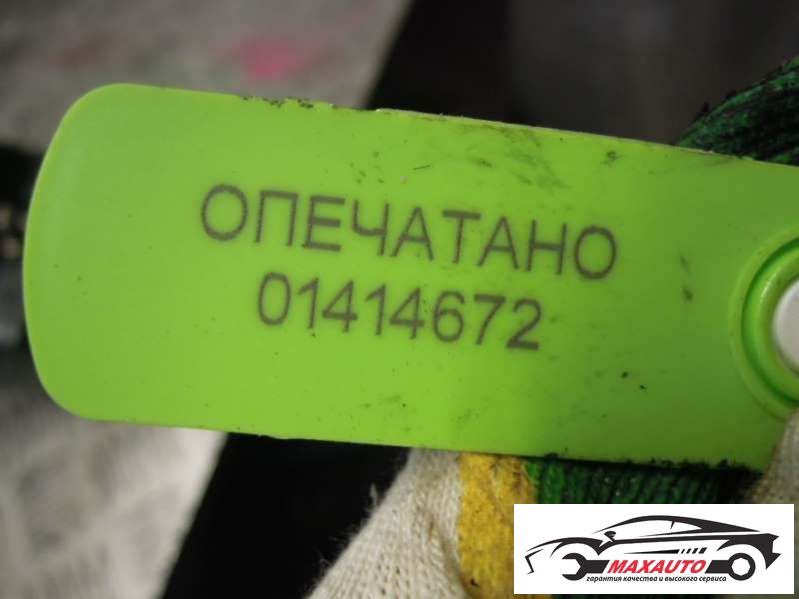 ОПЕЧАТАНО
01414672
MAXAUTO
гарантия качества и высокого сервиса